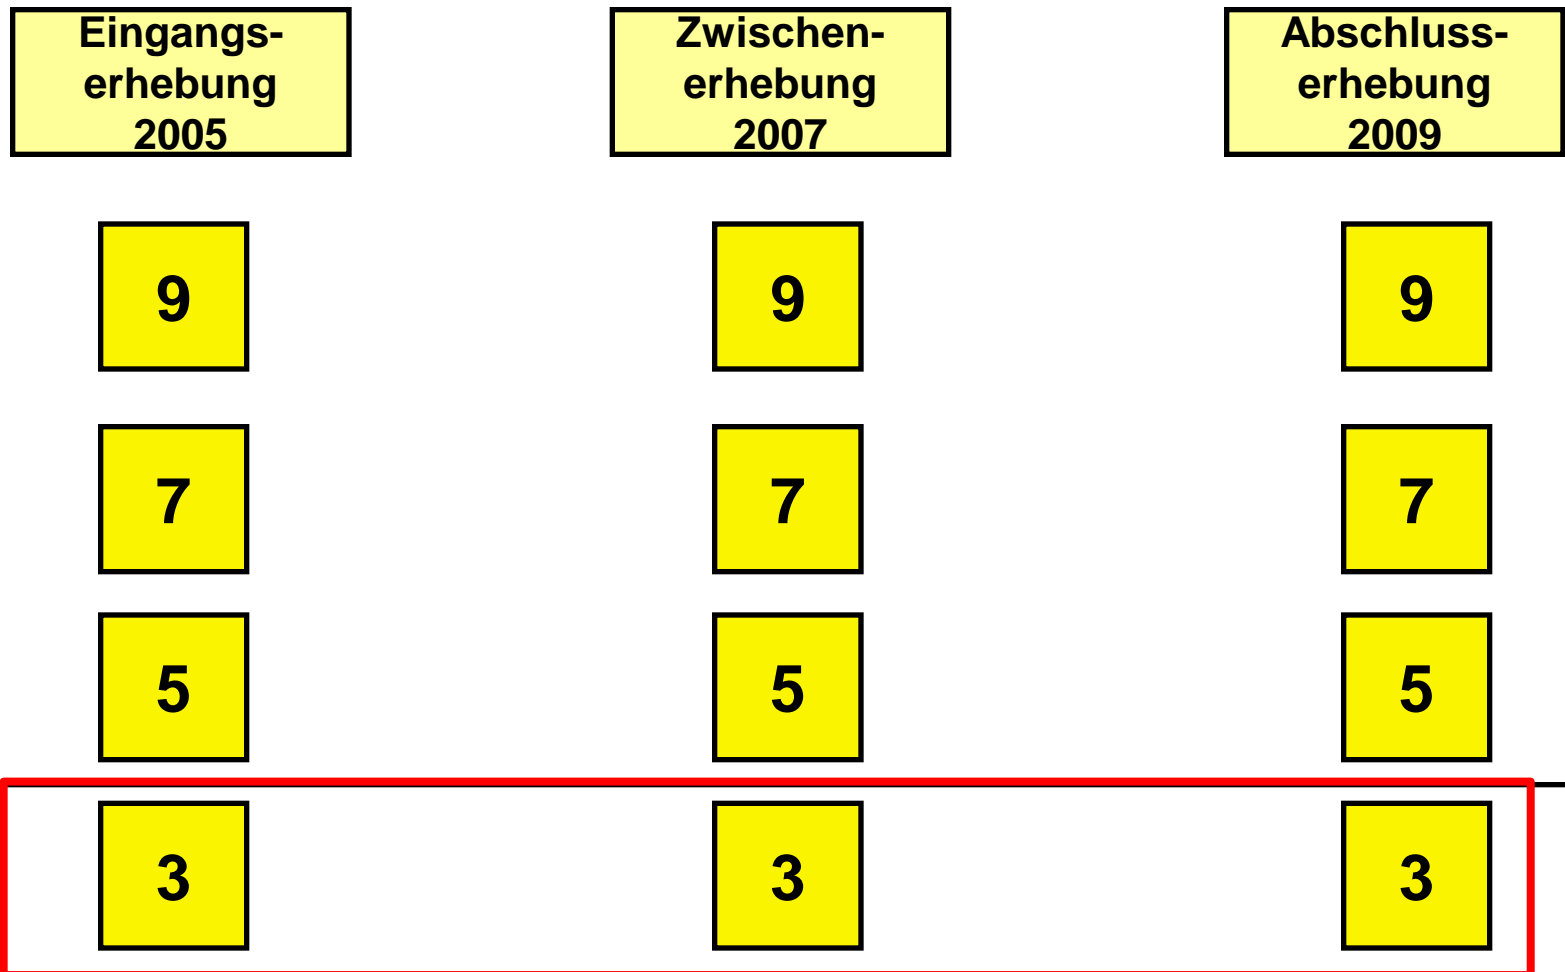 Eingangs-
erhebung
2005
Zwischen-
erhebung
2007
Abschluss-
erhebung
2009
9 9 9
7 7 7
5 5 5
3 3 3